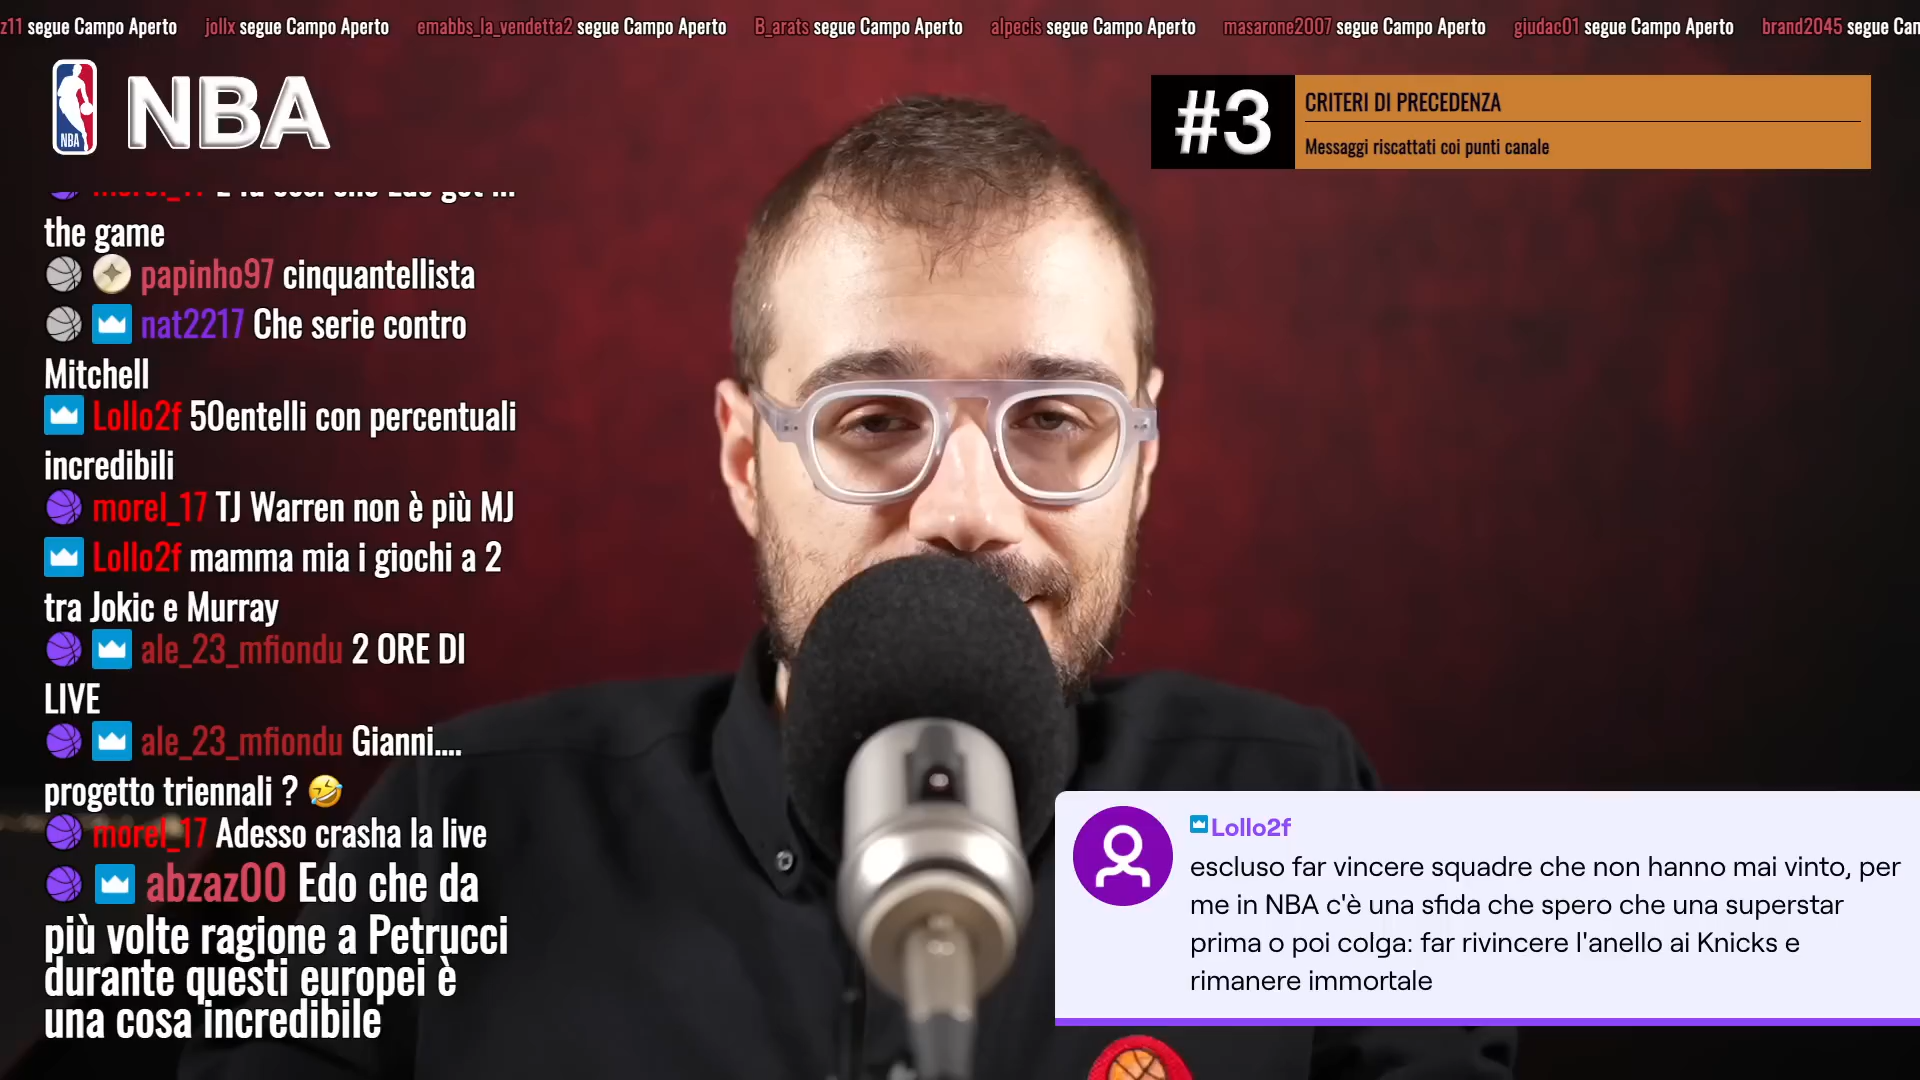 z11 segue Campo Aperto jollx segue Campo Aperto emabbs_la_vendetta2 segue Campo Aperto B_arats segue Campo Aperto alpecis segue Campo Aperto masarone2007 segue Campo Aperto giudac01 segue Campo Aperto brand2045 segue Cam
NBA
NBA
#3
CRITERI DI PRECEDENZA
Messaggi riscattati coi punti canale
the game
papinho97 cinquantellista
nat2217 Che serie contro
Mitchell
Lollo2f 50entelli con percentuali
incredibili
morel_17 TJ Warren non è più MJ
Lollo2f mamma mia i giochi a 2
tra Jokic e Murray
ale_23_mfiondu 2 ORE DI
LIVE
ale_23_mfiondu Gianni....
progetto triennali ? 🤣
morel_17 Adesso crasha la live
abzaz00 Edo che da
più volte ragione a Petrucci
durante questi europei è
una cosa incredibile
Lollo2f
escluso far vincere squadre che non hanno mai vinto, per
me in NBA c'è una sfida che spero che una superstar
prima o poi colga: far rivincere l'anello ai Knicks e
rimanere immortale